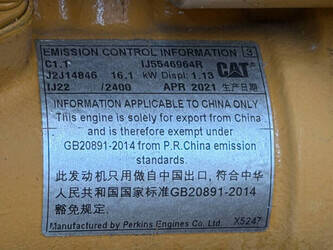 EMISSION CONTROL INFORMATION 3
C1.1 IJ5546964R
J2J14846 16.1 kW Displ: 1.13 CAT
IJ22 /2400 APR 2021 生产日期
INFORMATION APPLICABLE TO CHINA ONLY
This engine is solely for export from China
and is therefore exempt under
GB20891-2014 from P.R.China emission
standards.
此发动机只用做自中国出口,符合中华
人民共和国国家标准GB20891-2014
豁免规定.
Manufactured by Perkins Engines Co. Ltd. X5247